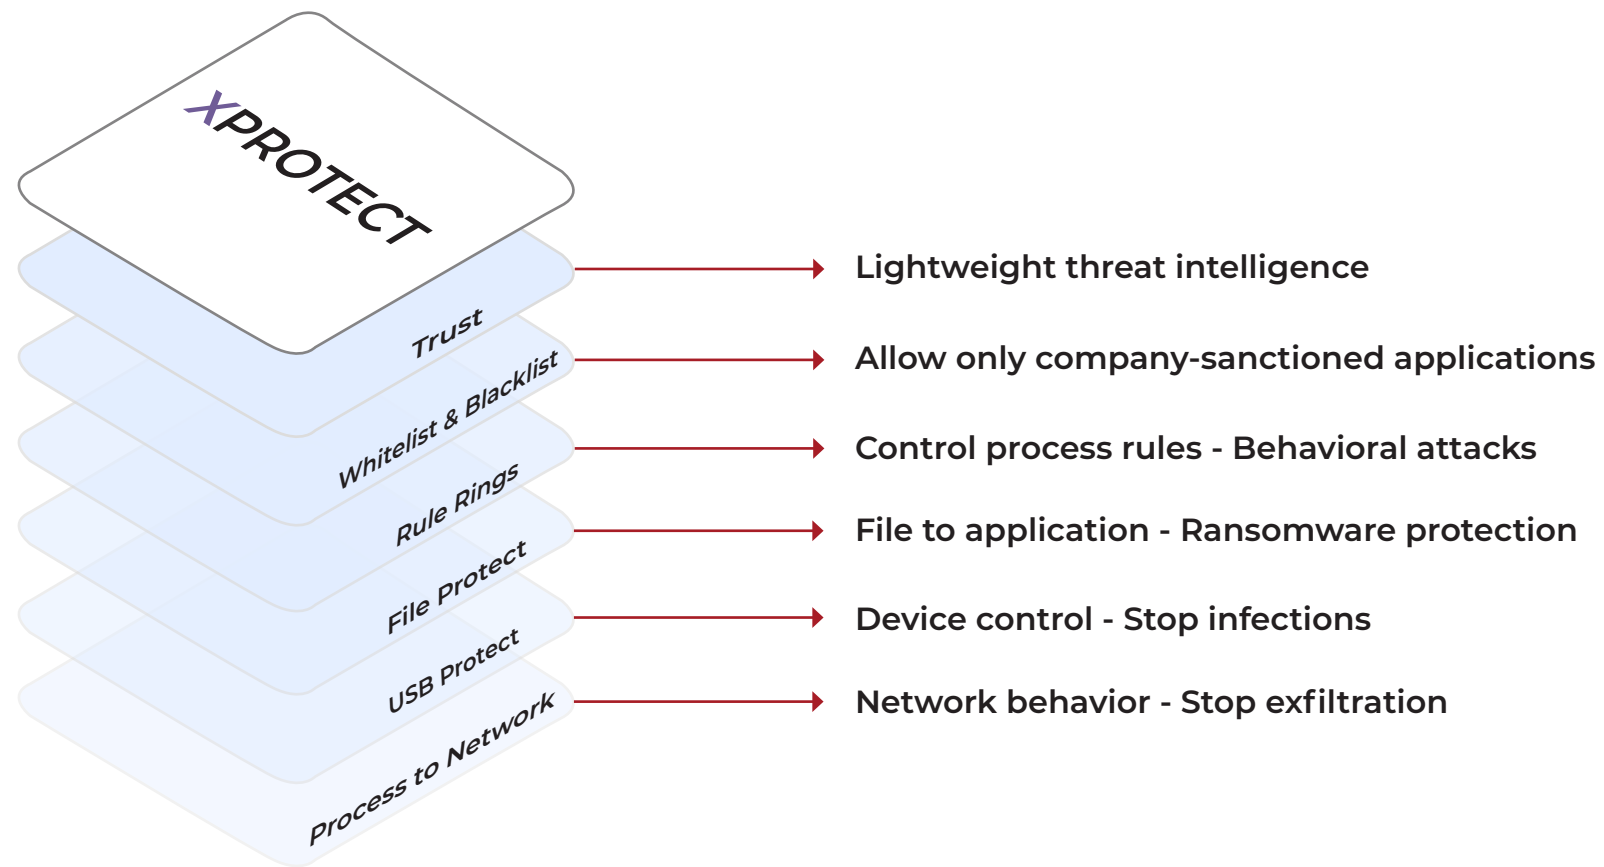 XPROTECT
Trust
Lightweight threat intelligence
Whitelist & Blacklist
Allow only company-sanctioned applications
Rule Rings
Control process rules - Behavioral attacks
File Protect
File to application - Ransomware protection
USB Protect
Device control - Stop infections
Process to Network
Network behavior - Stop exfiltration